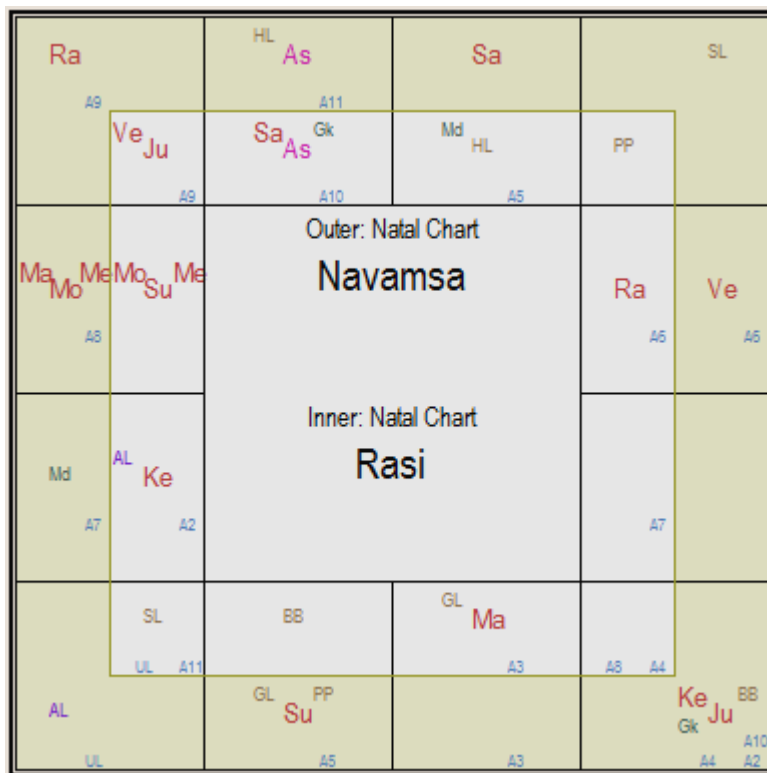 Ra
HL
As
Sa
SL
A9
A11
Ve
Ju
Sa
As
Gk
Md
HL
PP
A9
A10
A5
Outer: Natal Chart
Navamsa
Ma
Mo
Me
Mo
Su
Me
Ra
Ve
A8
A6
A6
Inner: Natal Chart
Rasi
Md
AL
Ke
A7
A2
A7
SL
BB
GL
Ma
UL
A11
A3
A8
A4
AL
GL
PP
Su
Ke
BB
Ju
Gk
A10
UL
A5
A3
A4
A2